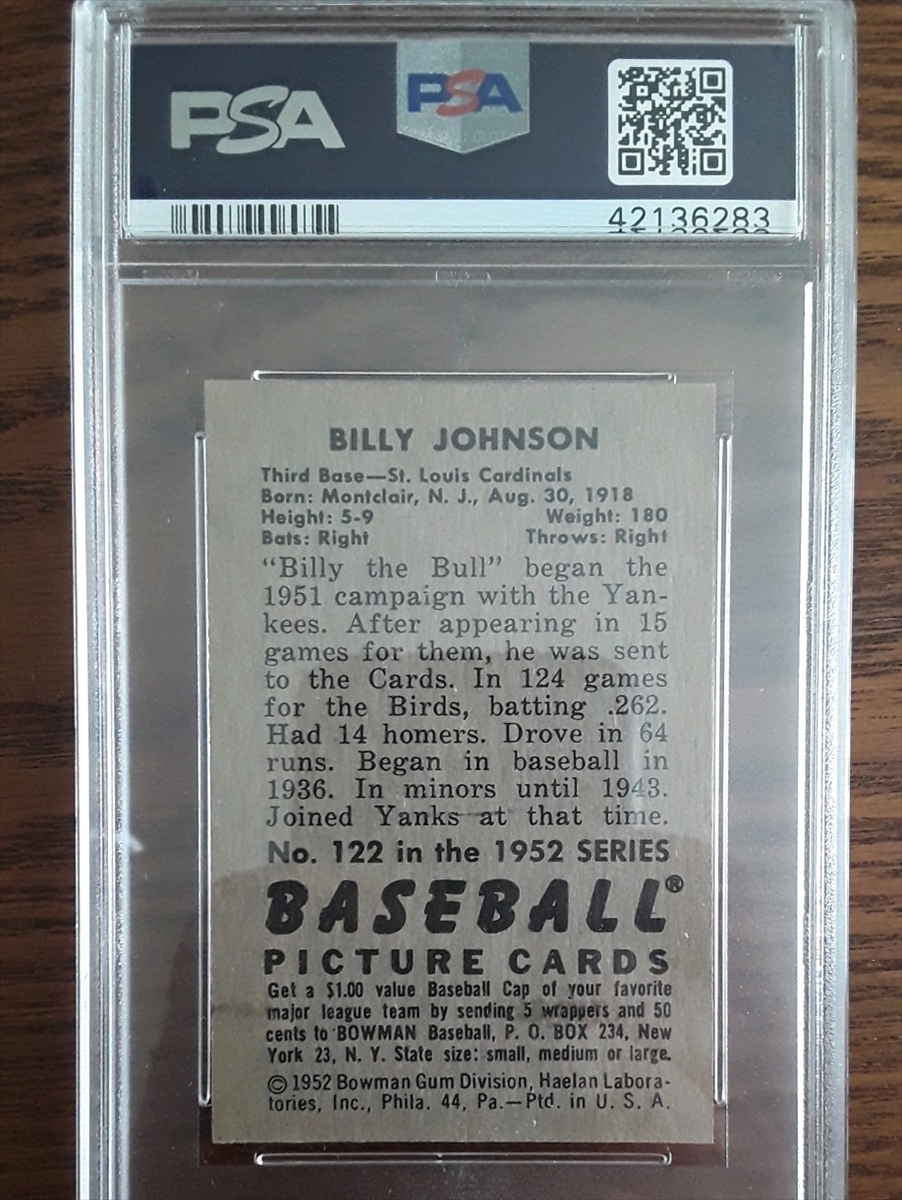 PSA
PSA
42136283
BILLY JOHNSON
Third Base—St. Louis Cardinals
Born: Montclair, N. J., Aug. 30, 1918
Height: 5-9 Weight: 180
Bats: Right Throws: Right
“Billy the Bull” began the
1951 campaign with the Yan-
kees. After appearing in 15
games for them, he was sent
to the Cards. In 124 games
for the Birds, batting .262.
Had 14 homers. Drove in 64
runs. Began in baseball in
1936. In minors until 1943.
Joined Yanks at that time.
No. 122 in the 1952 SERIES
BASEBALL®
PICTURE CARDS
Get a $1.00 value Baseball Cap of your favorite
major league team by sending 5 wrappers and 50
cents to BOWMAN Baseball, P. O. BOX 234, New
York 23, N. Y. State size: small, medium or large.
© 1952 Bowman Gum Division, Haelan Labora-
tories, Inc., Phila. 44, Pa.—Ptd. in U. S. A.